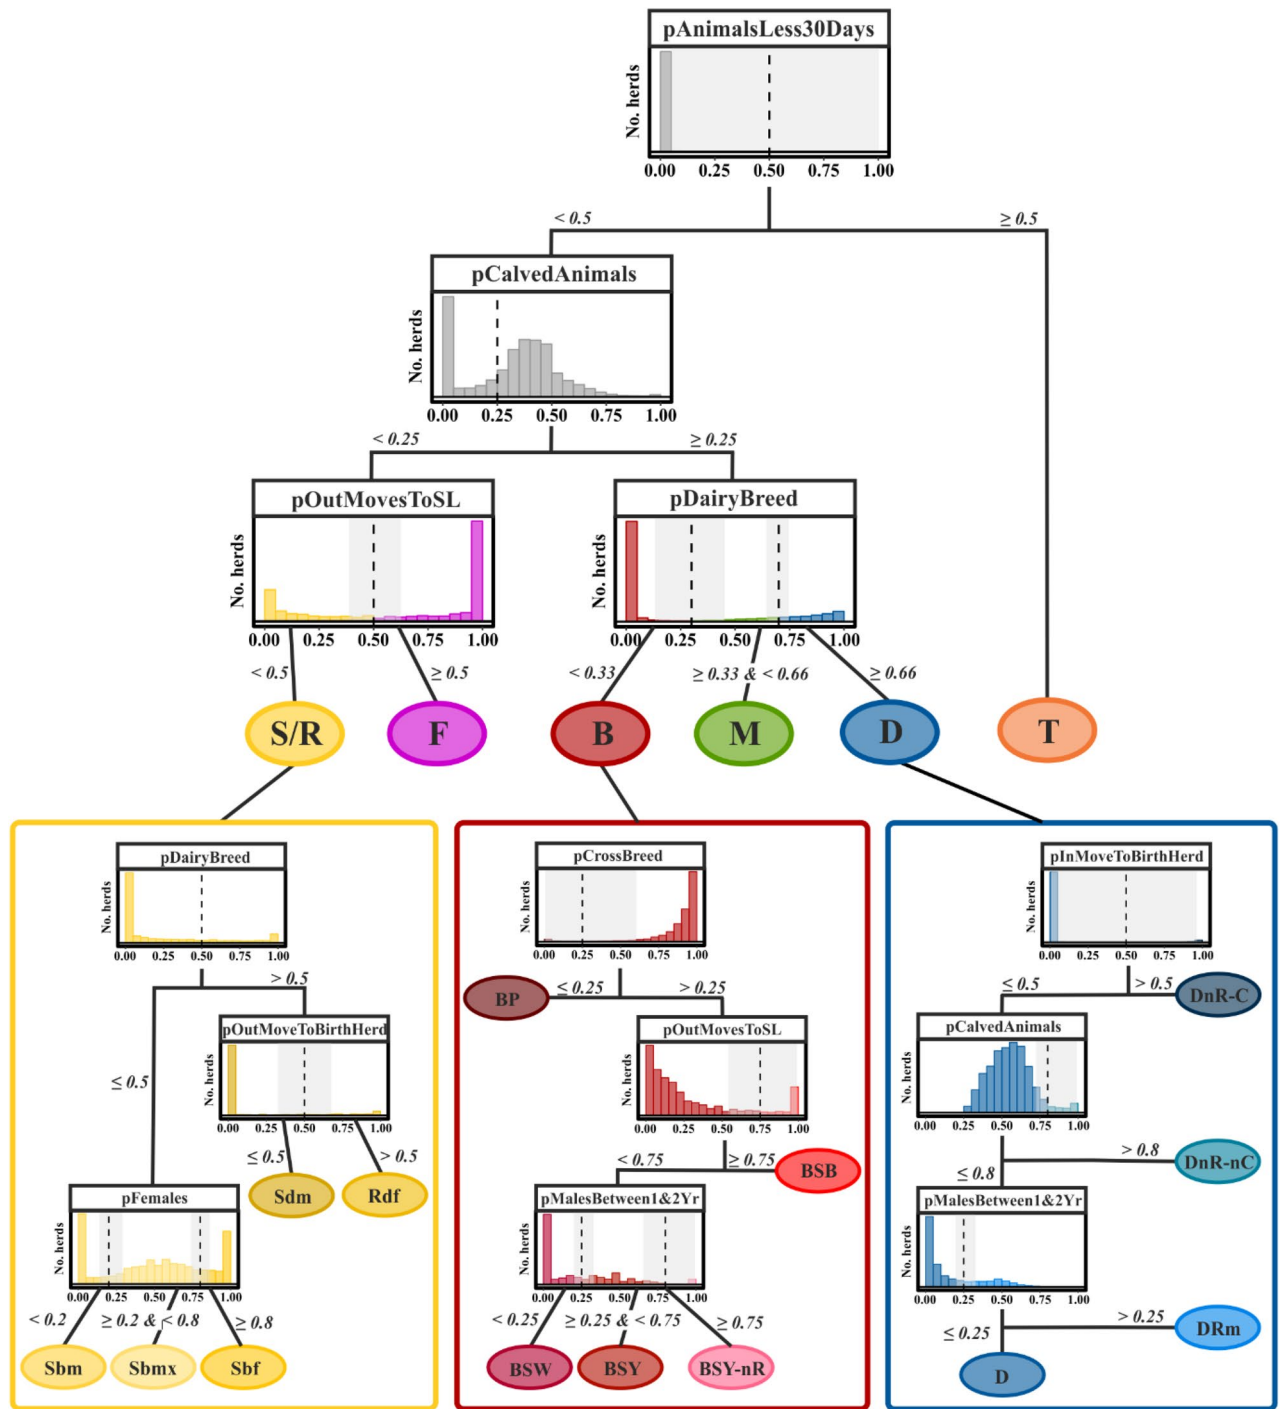 pAnimalsLess30Days
No. herds
0.00 0.25 0.50 0.75 1.00
< 0.5
≥ 0.5
pCalvedAnimals
No. herds
0.00 0.25 0.50 0.75 1.00
< 0.25
≥ 0.25
pOutMovesToSL
No. herds
0.00 0.25 0.50 0.75 1.00
pDairyBreed
No. herds
0.00 0.25 0.50 0.75 1.00
< 0.5
≥ 0.5
< 0.33
≥ 0.33 & < 0.66
≥ 0.66
S/R
F
B
M
D
T
pDairyBreed
No. herds
0.00 0.25 0.50 0.75 1.00
> 0.5
≤ 0.5
pOutMoveToBirthHerd
No. herds
0.00 0.25 0.50 0.75 1.00
≤ 0.5
> 0.5
Sdm
Rdf
pFemales
No. herds
0.00 0.25 0.50 0.75 1.00
< 0.2
≥ 0.2 & < 0.8
≥ 0.8
Sbm
Sbmx
Sbf
pCrossBreed
No. herds
0.00 0.25 0.50 0.75 1.00
BP
≤ 0.25
> 0.25
pOutMovesToSL
No. herds
0.00 0.25 0.50 0.75 1.00
< 0.75
≥ 0.75
BSB
pMalesBetween1&2Yr
No. herds
0.00 0.25 0.50 0.75 1.00
< 0.25
≥ 0.25 & < 0.75
≥ 0.75
BSW
BSY
BSY-nR
pInMoveToBirthHerd
No. herds
0.00 0.25 0.50 0.75 1.00
≤ 0.5
> 0.5
DnR-C
pCalvedAnimals
No. herds
0.00 0.25 0.50 0.75 1.00
≤ 0.8
> 0.8
DnR-nC
pMalesBetween1&2Yr
No. herds
0.00 0.25 0.50 0.75 1.00
≤ 0.25
> 0.25
DRm
D